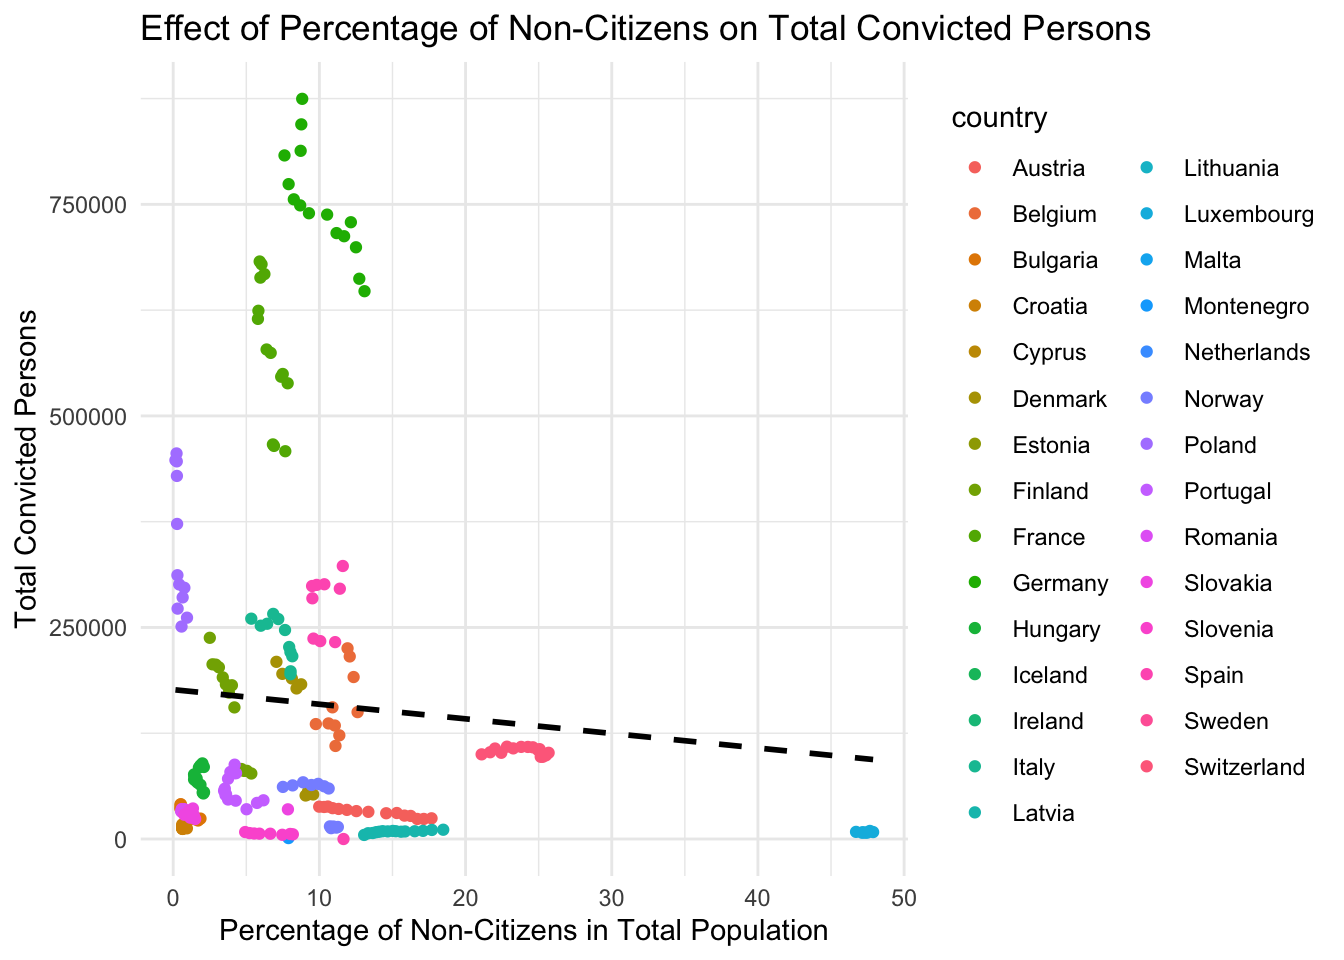 Effect of Percentage of Non-Citizens on Total Convicted Persons
Total Convicted Persons
750000
500000
250000
0
0 10 20 30 40 50
Percentage of Non-Citizens in Total Population
country
Austria
Belgium
Bulgaria
Croatia
Cyprus
Denmark
Estonia
Finland
France
Germany
Hungary
Iceland
Ireland
Italy
Latvia
Lithuania
Luxembourg
Malta
Montenegro
Netherlands
Norway
Poland
Portugal
Romania
Slovakia
Slovenia
Spain
Sweden
Switzerland